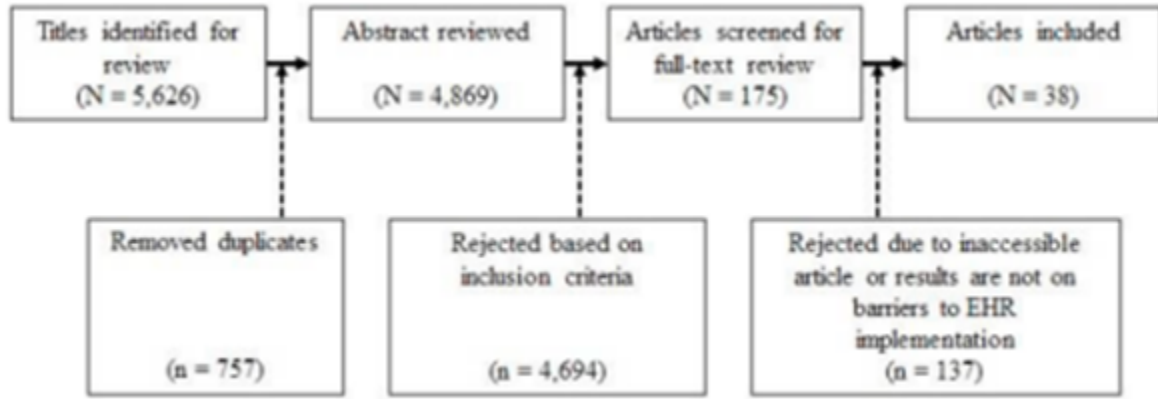 Titles identified for
review
(N = 5,626)
Abstract reviewed
(N = 4,869)
Articles screened for
full-text review
(N = 175)
Articles included
(N = 38)
Removed duplicates
(n = 757)
Rejected based on
inclusion criteria
(n = 4,694)
Rejected due to inaccessible
article or results are not on
barriers to EHR
implementation
(n = 137)